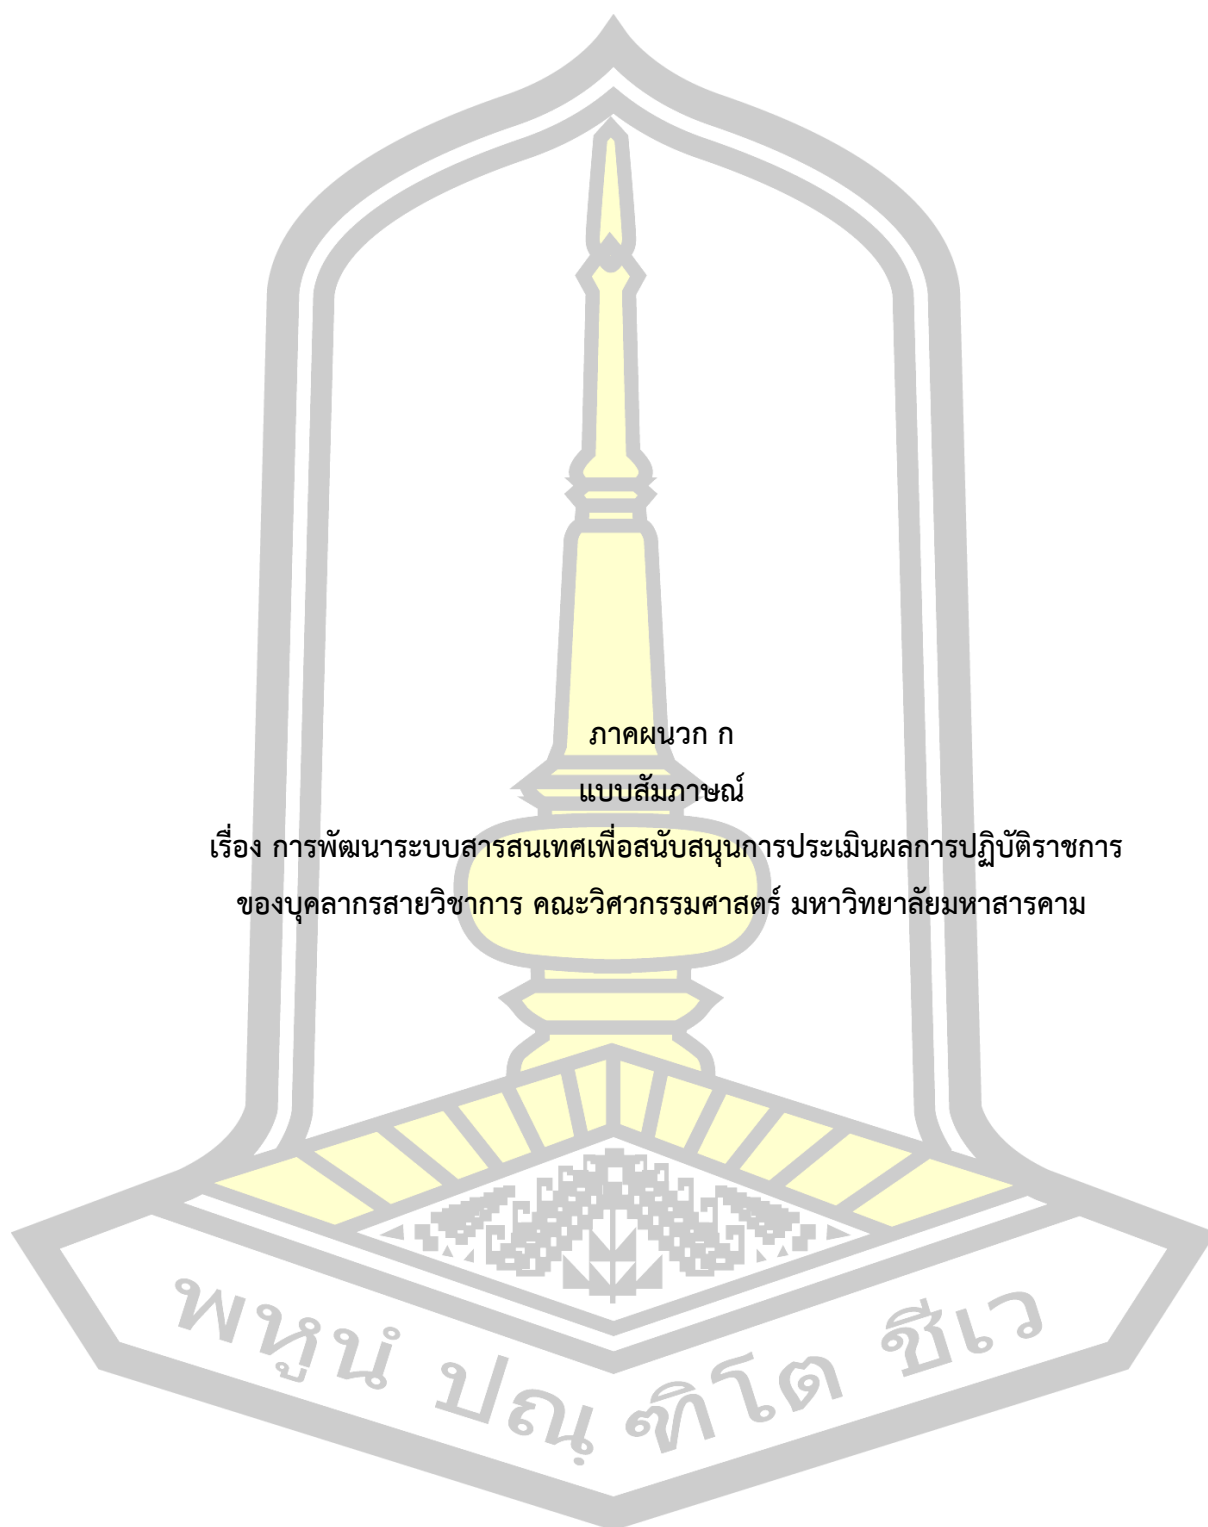 ภาคผนวก ก
แบบสัมภาษณ์
เรื่อง การพัฒนาระบบสารสนเทศเพื่อสนับสนุนการประเมินผลการปฏิบัติราชการ
ของบุคลากรสายวิชาการ คณะวิศวกรรมศาสตร์ มหาวิทยาลัยมหาสารคาม
พหูนํ ปณฺฑิโต ชีเว